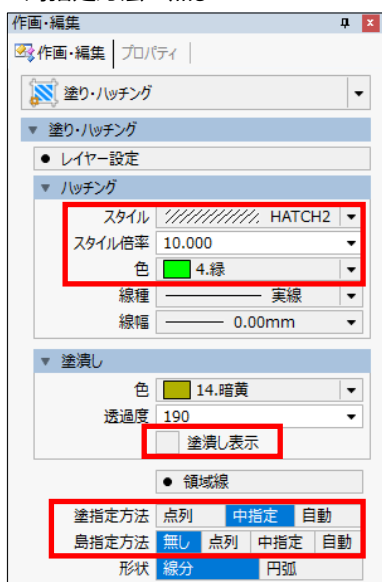 作画・編集
作画・編集 プロパティ
塗り・ハッチング
塗り・ハッチング
● レイヤー設定
ハッチング
スタイル HATCH2
スタイル倍率 10.000
色 4.緑
線種 実線
線幅 0.00mm
塗潰し
色 14.暗黄
透過度 190
塗潰し表示
● 領域線
塗指定方法 点列 中指定 自動
島指定方法 無し 点列 中指定 自動
形状 線分 円弧